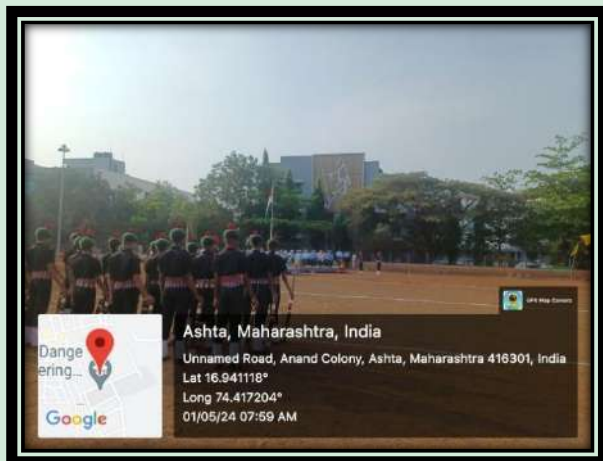 GPS Map Camera
Ashta, Maharashtra, India
Unnamed Road, Anand Colony, Ashta, Maharashtra 416301, India
Lat 16.941118°
Long 74.417204°
01/05/24 07:59 AM
Dange
ering...
Google